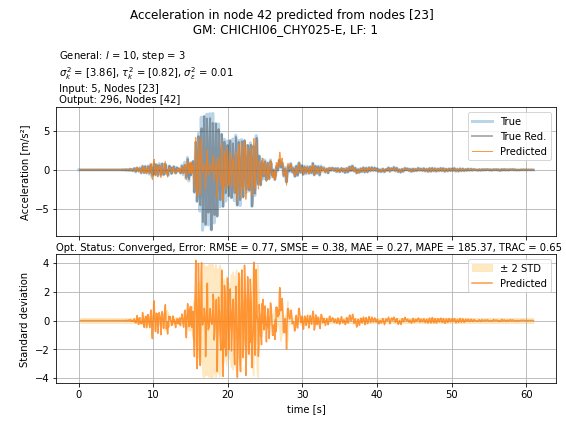 Acceleration in node 42 predicted from nodes [23]
GM: CHICHI06_CHY025-E, LF: 1
General: l = 10, step = 3
σ²ₖ = [3.86], τ²ₖ = [0.82], σ²ε = 0.01
Input: 5, Nodes [23]
Output: 296, Nodes [42]
Acceleration [m/s²]
5
0
−5
True
True Red.
Predicted
Opt. Status: Converged, Error: RMSE = 0.77, SMSE = 0.38, MAE = 0.27, MAPE = 185.37, TRAC = 0.65
Standard deviation
4
2
0
−2
−4
± 2 STD
Predicted
0 10 20 30 40 50 60
time [s]